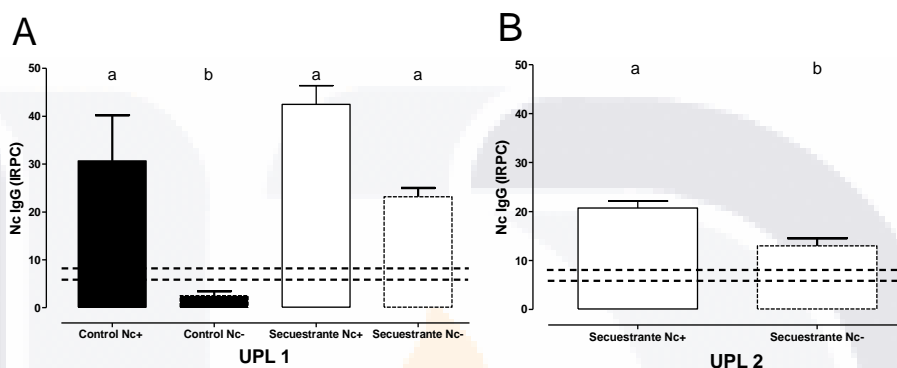 A
50
40
30
20
10
0
Nc IgG (IRPC)
a
b
a
a
Control Nc+
Control Nc-
Secuestrante Nc+
Secuestrante Nc-
UPL 1
B
50
40
30
20
10
0
Nc IgG (IRPC)
a
b
Secuestrante Nc+
Secuestrante Nc-
UPL 2